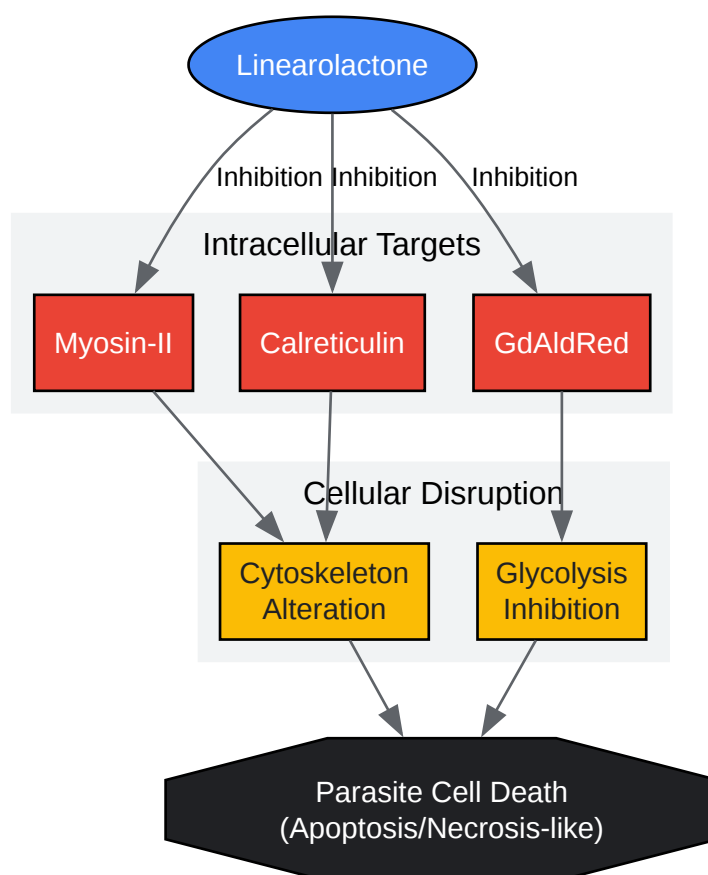 Linearolactone
Inhibition Inhibition Inhibition
Intracellular Targets
Myosin-II Calreticulin GdAldRed
Cellular Disruption
Cytoskeleton
Alteration
Glycolysis
Inhibition
Parasite Cell Death
(Apoptosis/Necrosis-like)